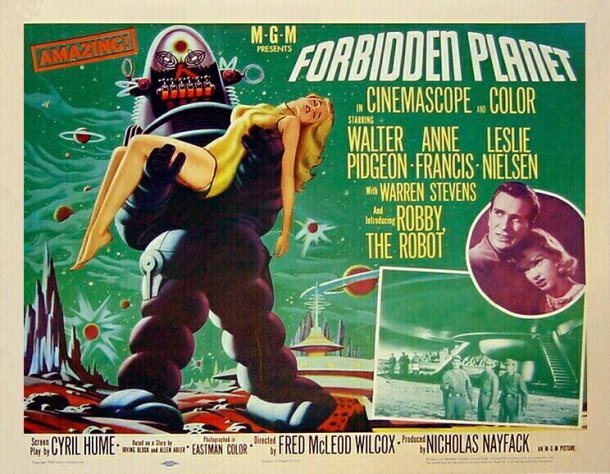 AMAZING!
M-G-M
PRESENTS
FORBIDDEN PLANET
IN CINEMASCOPE AND COLOR
STARRING
WALTER PIDGEON · ANNE FRANCIS · LESLIE NIELSEN
With WARREN STEVENS
And Introducing ROBBY, THE ROBOT
Screen Play by CYRIL HUME · Based on a Story by IRVING BLOCK and ALLEN ADLER · Photographed in EASTMAN COLOR · Directed by FRED McLEOD WILCOX · Produced by NICHOLAS NAYFACK
AN M-G-M PICTURE